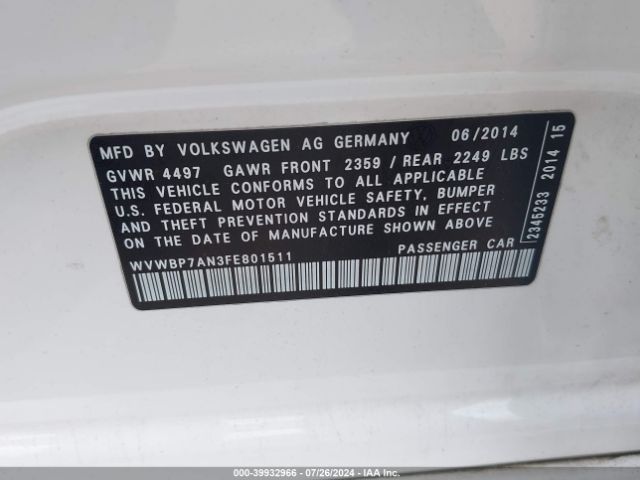 MFD BY VOLKSWAGEN AG GERMANY 06/2014
GVWR 4497 GAWR FRONT 2359 / REAR 2249 LBS
THIS VEHICLE CONFORMS TO ALL APPLICABLE
U.S. FEDERAL MOTOR VEHICLE SAFETY, BUMPER
AND THEFT PREVENTION STANDARDS IN EFFECT
ON THE DATE OF MANUFACTURE SHOWN ABOVE
WVWBP7AN3FE801511 PASSENGER CAR
2345233 2014 15
000-39932966 - 07/26/2024 - IAA Inc.